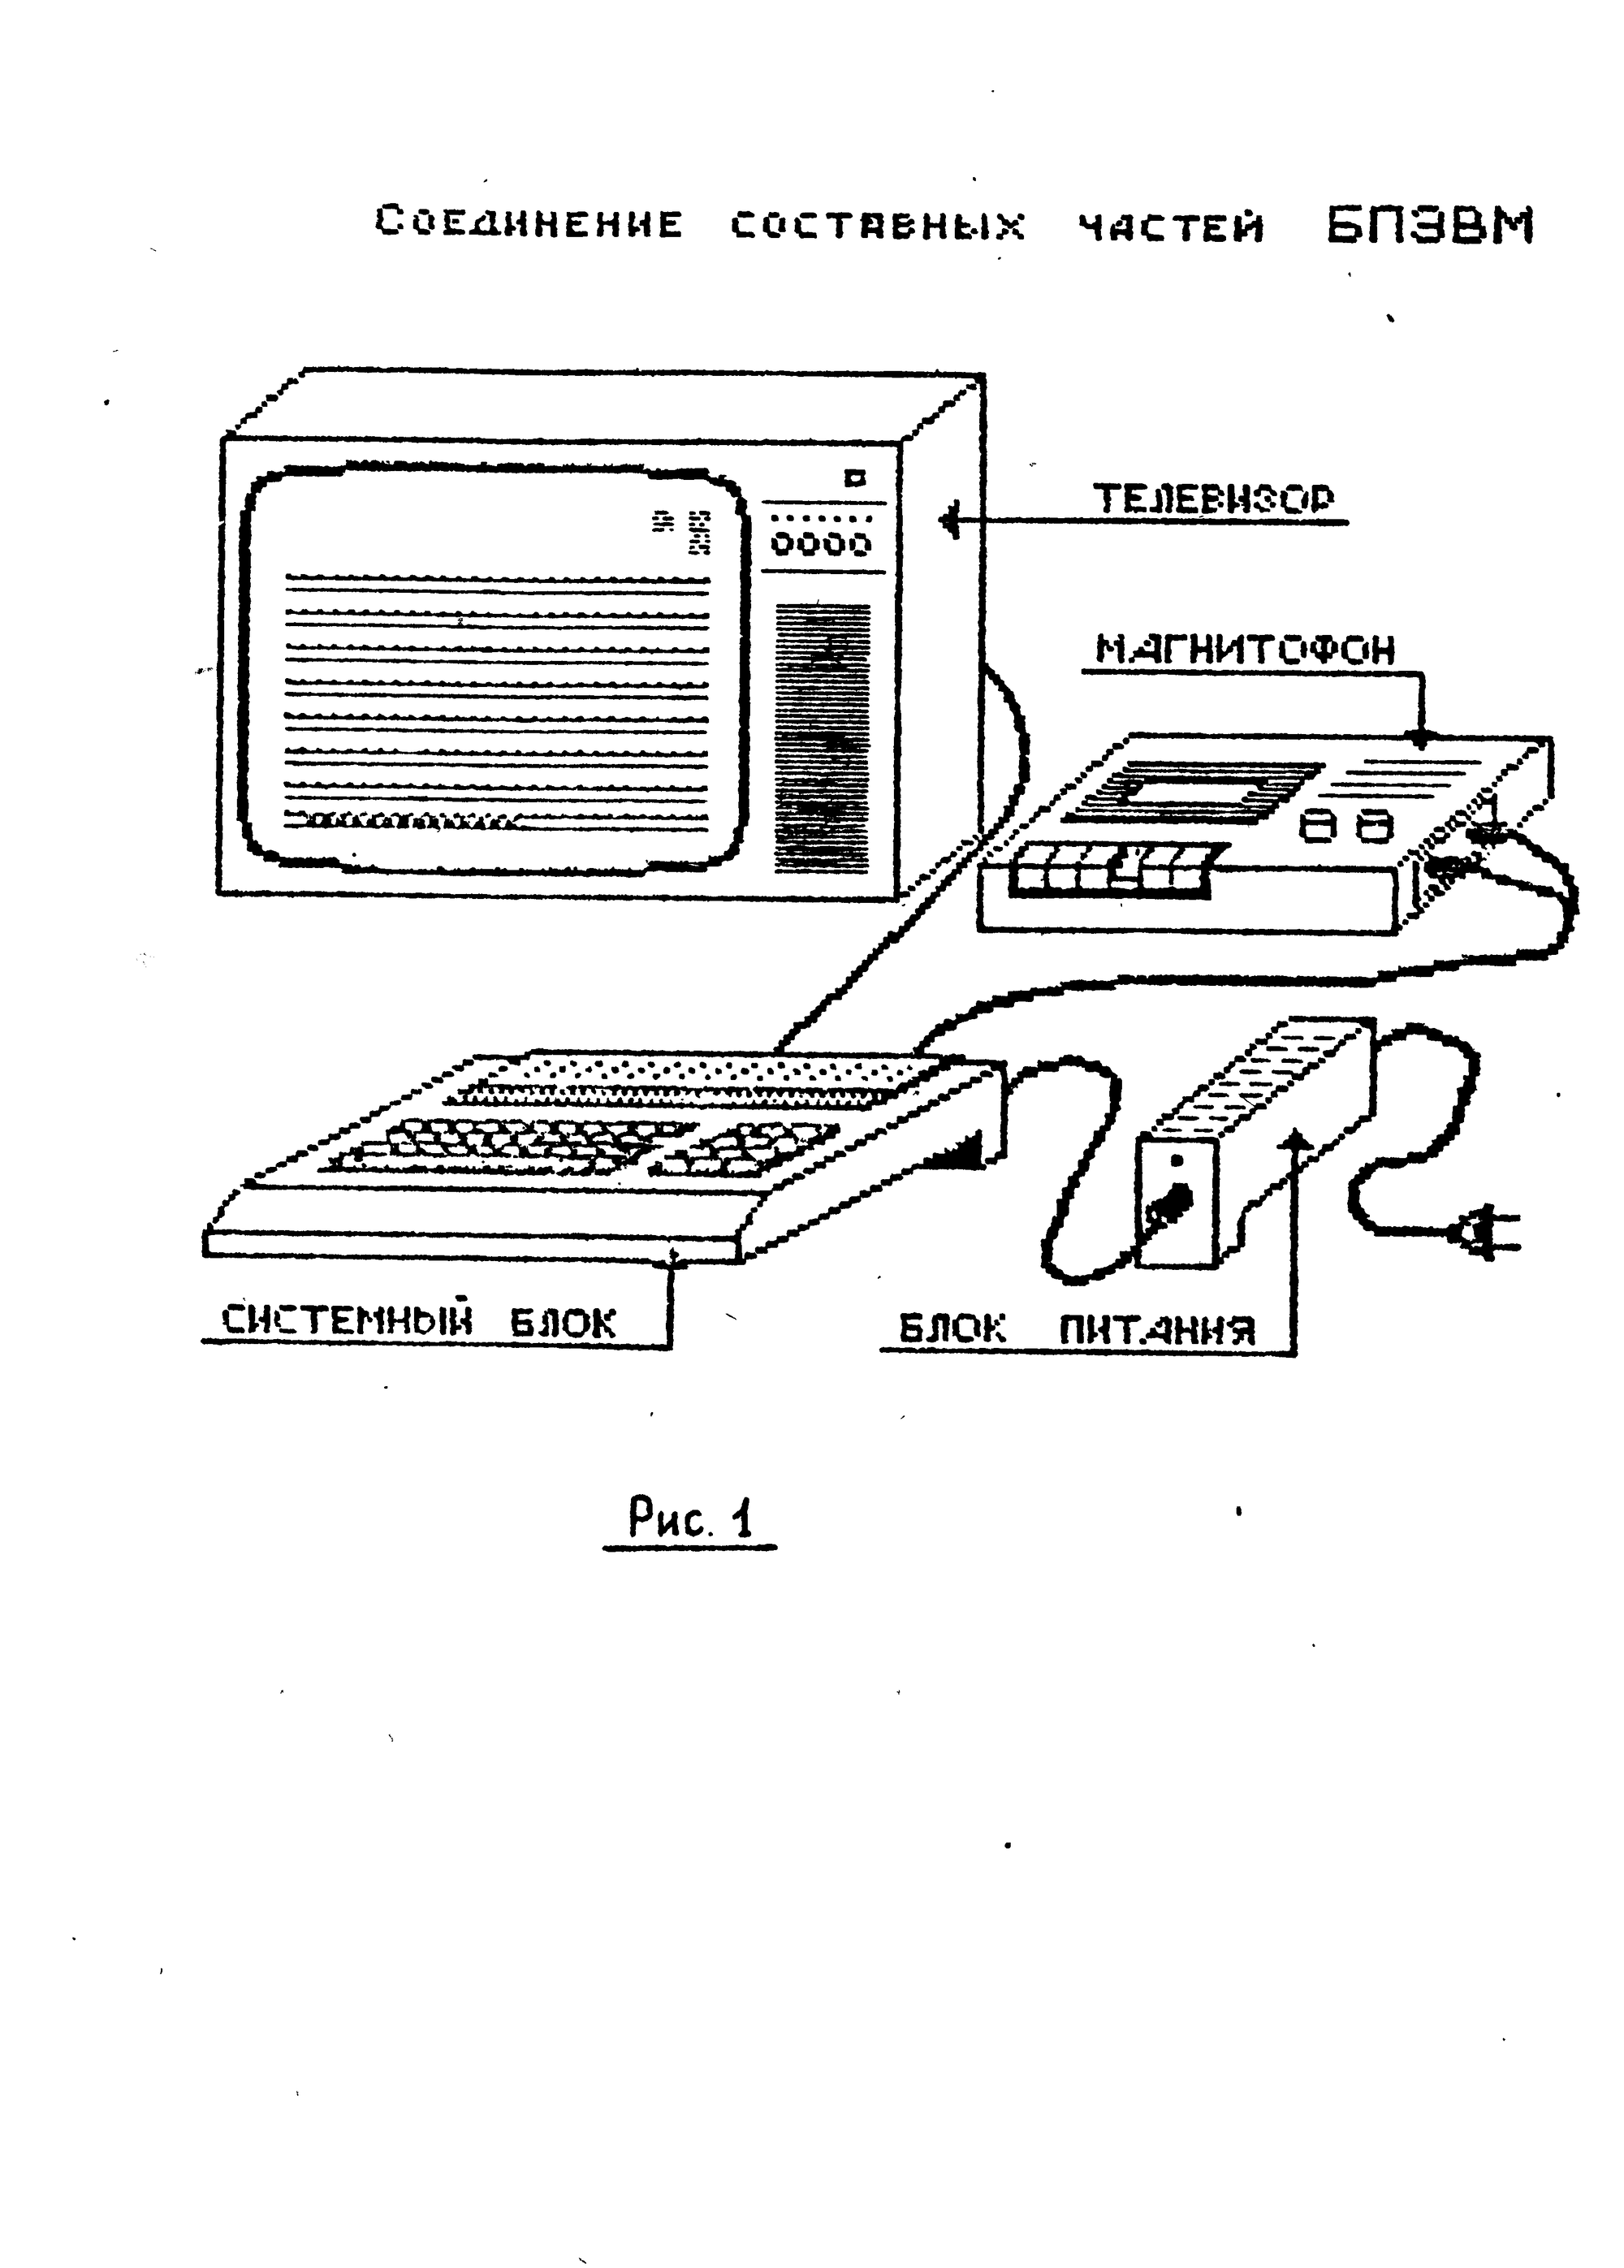 Соединение составных частей БПЭВМ
ТЕЛЕВИЗОР
МАГНИТОФОН
СИСТЕМНЫЙ БЛОК
БЛОК ПИТАНИЯ
Рис. 1